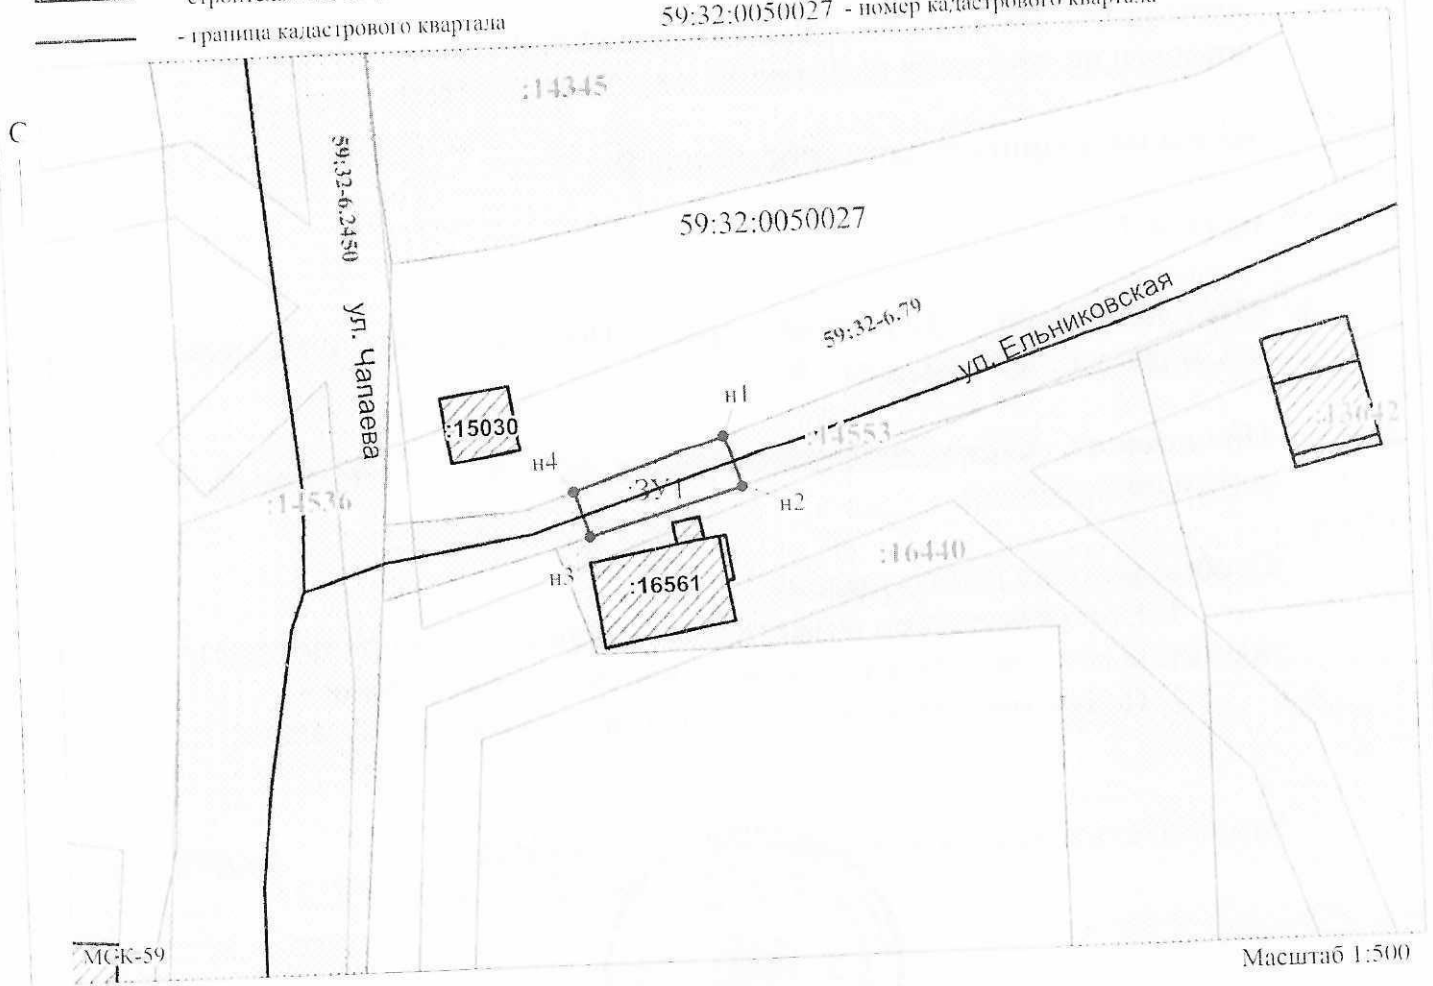 59:32:0050027 - номер кадастрового квартала
- граница кадастрового квартала
:14345
С
59:32-6.2450
59:32:0050027
ул. Чапаева
59:32-6.79
ул. Ельниковская
н1
:15030
:14553
:13642
н4
:ЗУ1
:14536
н2
:16440
н3
:16561
МСК-59
Масштаб 1:500